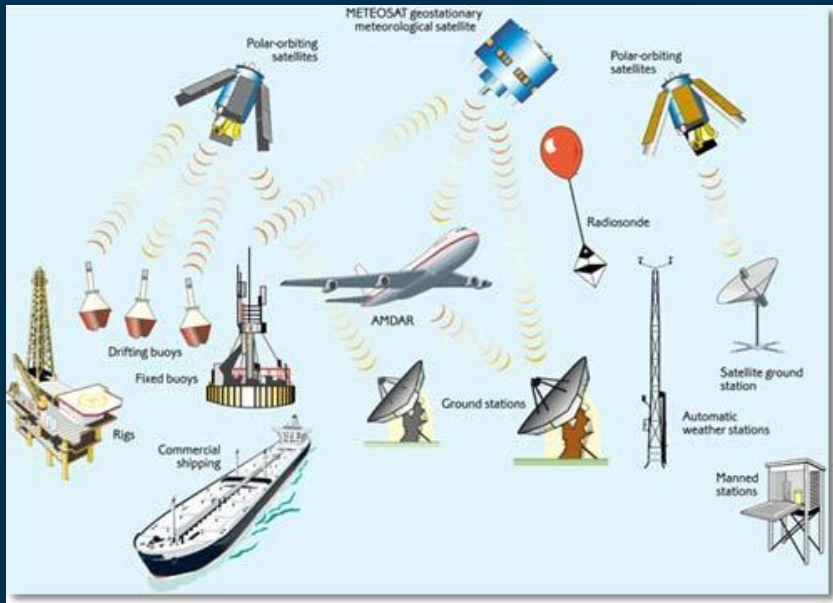 METEOSAT geostationary
meteorological satellite
Polar-orbiting
satellites
Polar-orbiting
satellites
Radiosonde
AMDAR
Drifting buoys
Fixed buoys
Satellite ground
station
Ground stations
Automatic
weather stations
Rigs
Commercial
shipping
Manned
stations